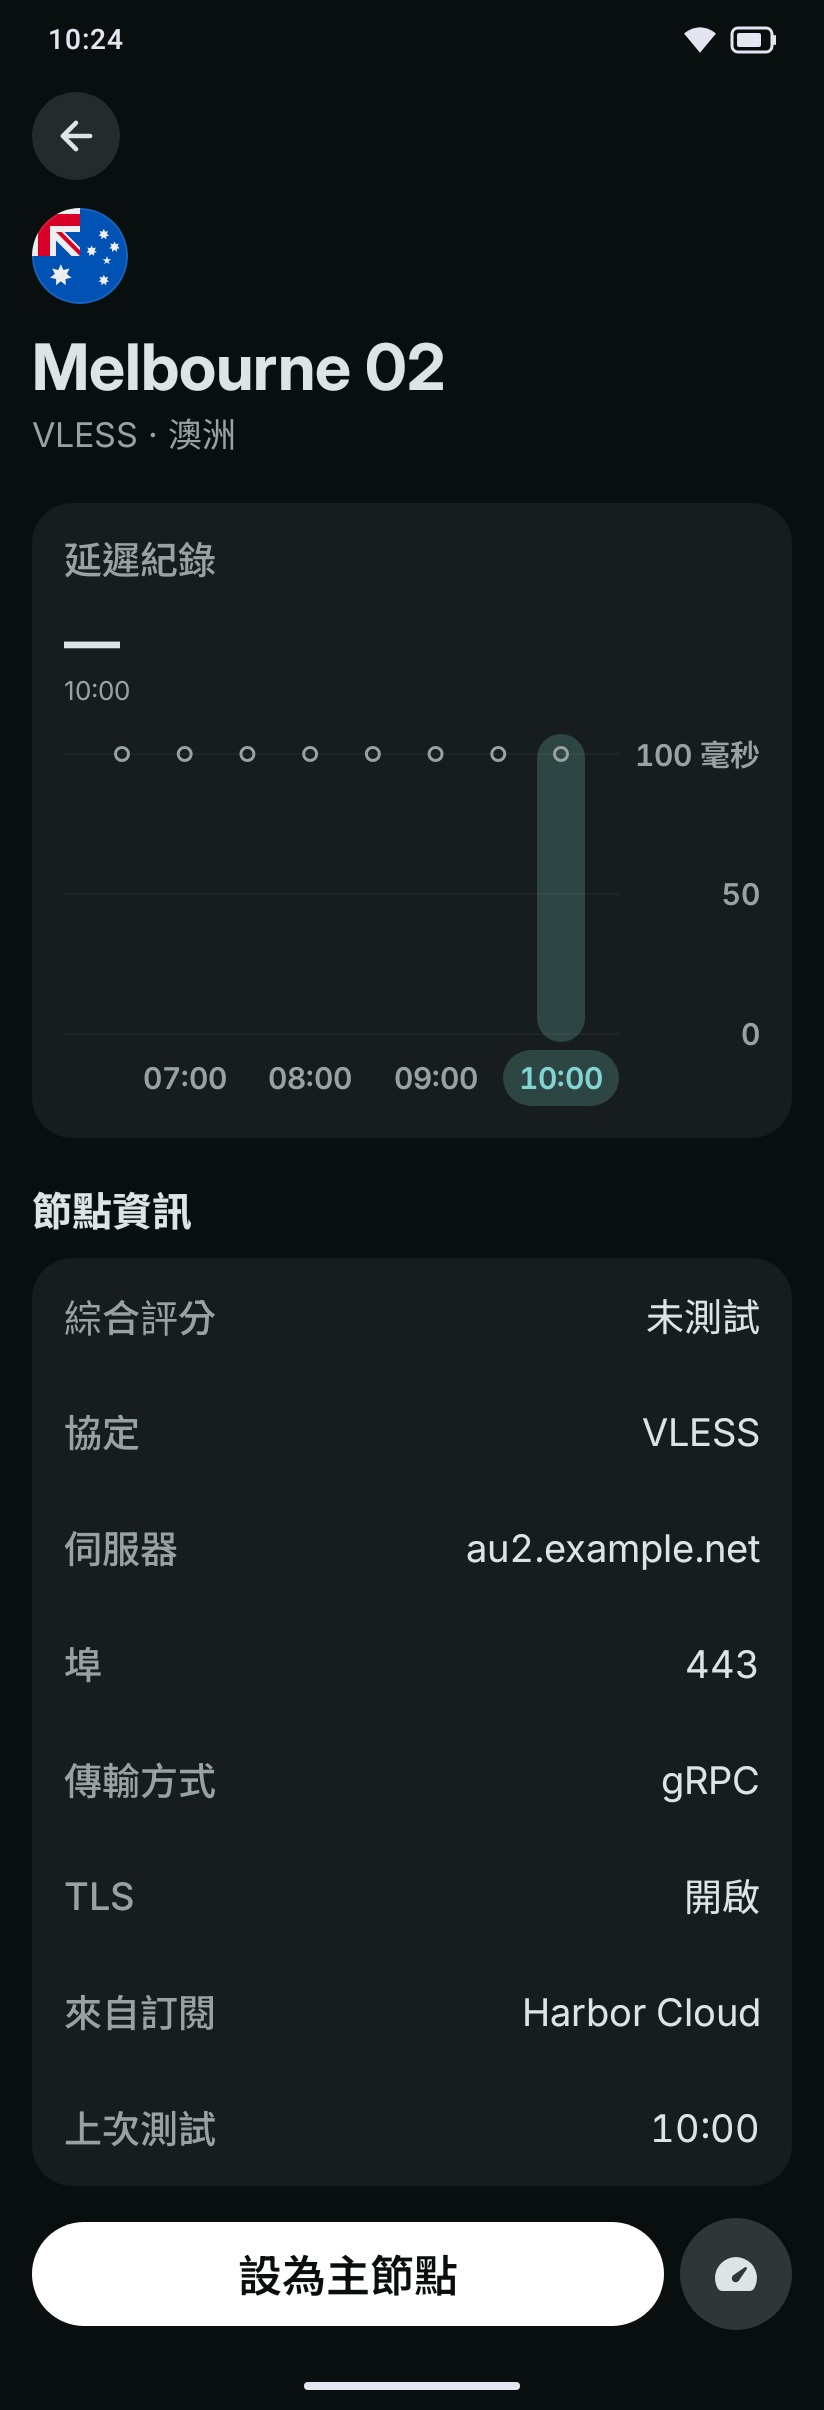 10:24
Melbourne 02
VLESS · 澳洲
延遲紀錄
—
10:00
100 毫秒
50
0
07:00 08:00 09:00 10:00
節點資訊
綜合評分 未測試
協定 VLESS
伺服器 au2.example.net
埠 443
傳輸方式 gRPC
TLS 開啟
來自訂閱 Harbor Cloud
上次測試 10:00
設為主節點